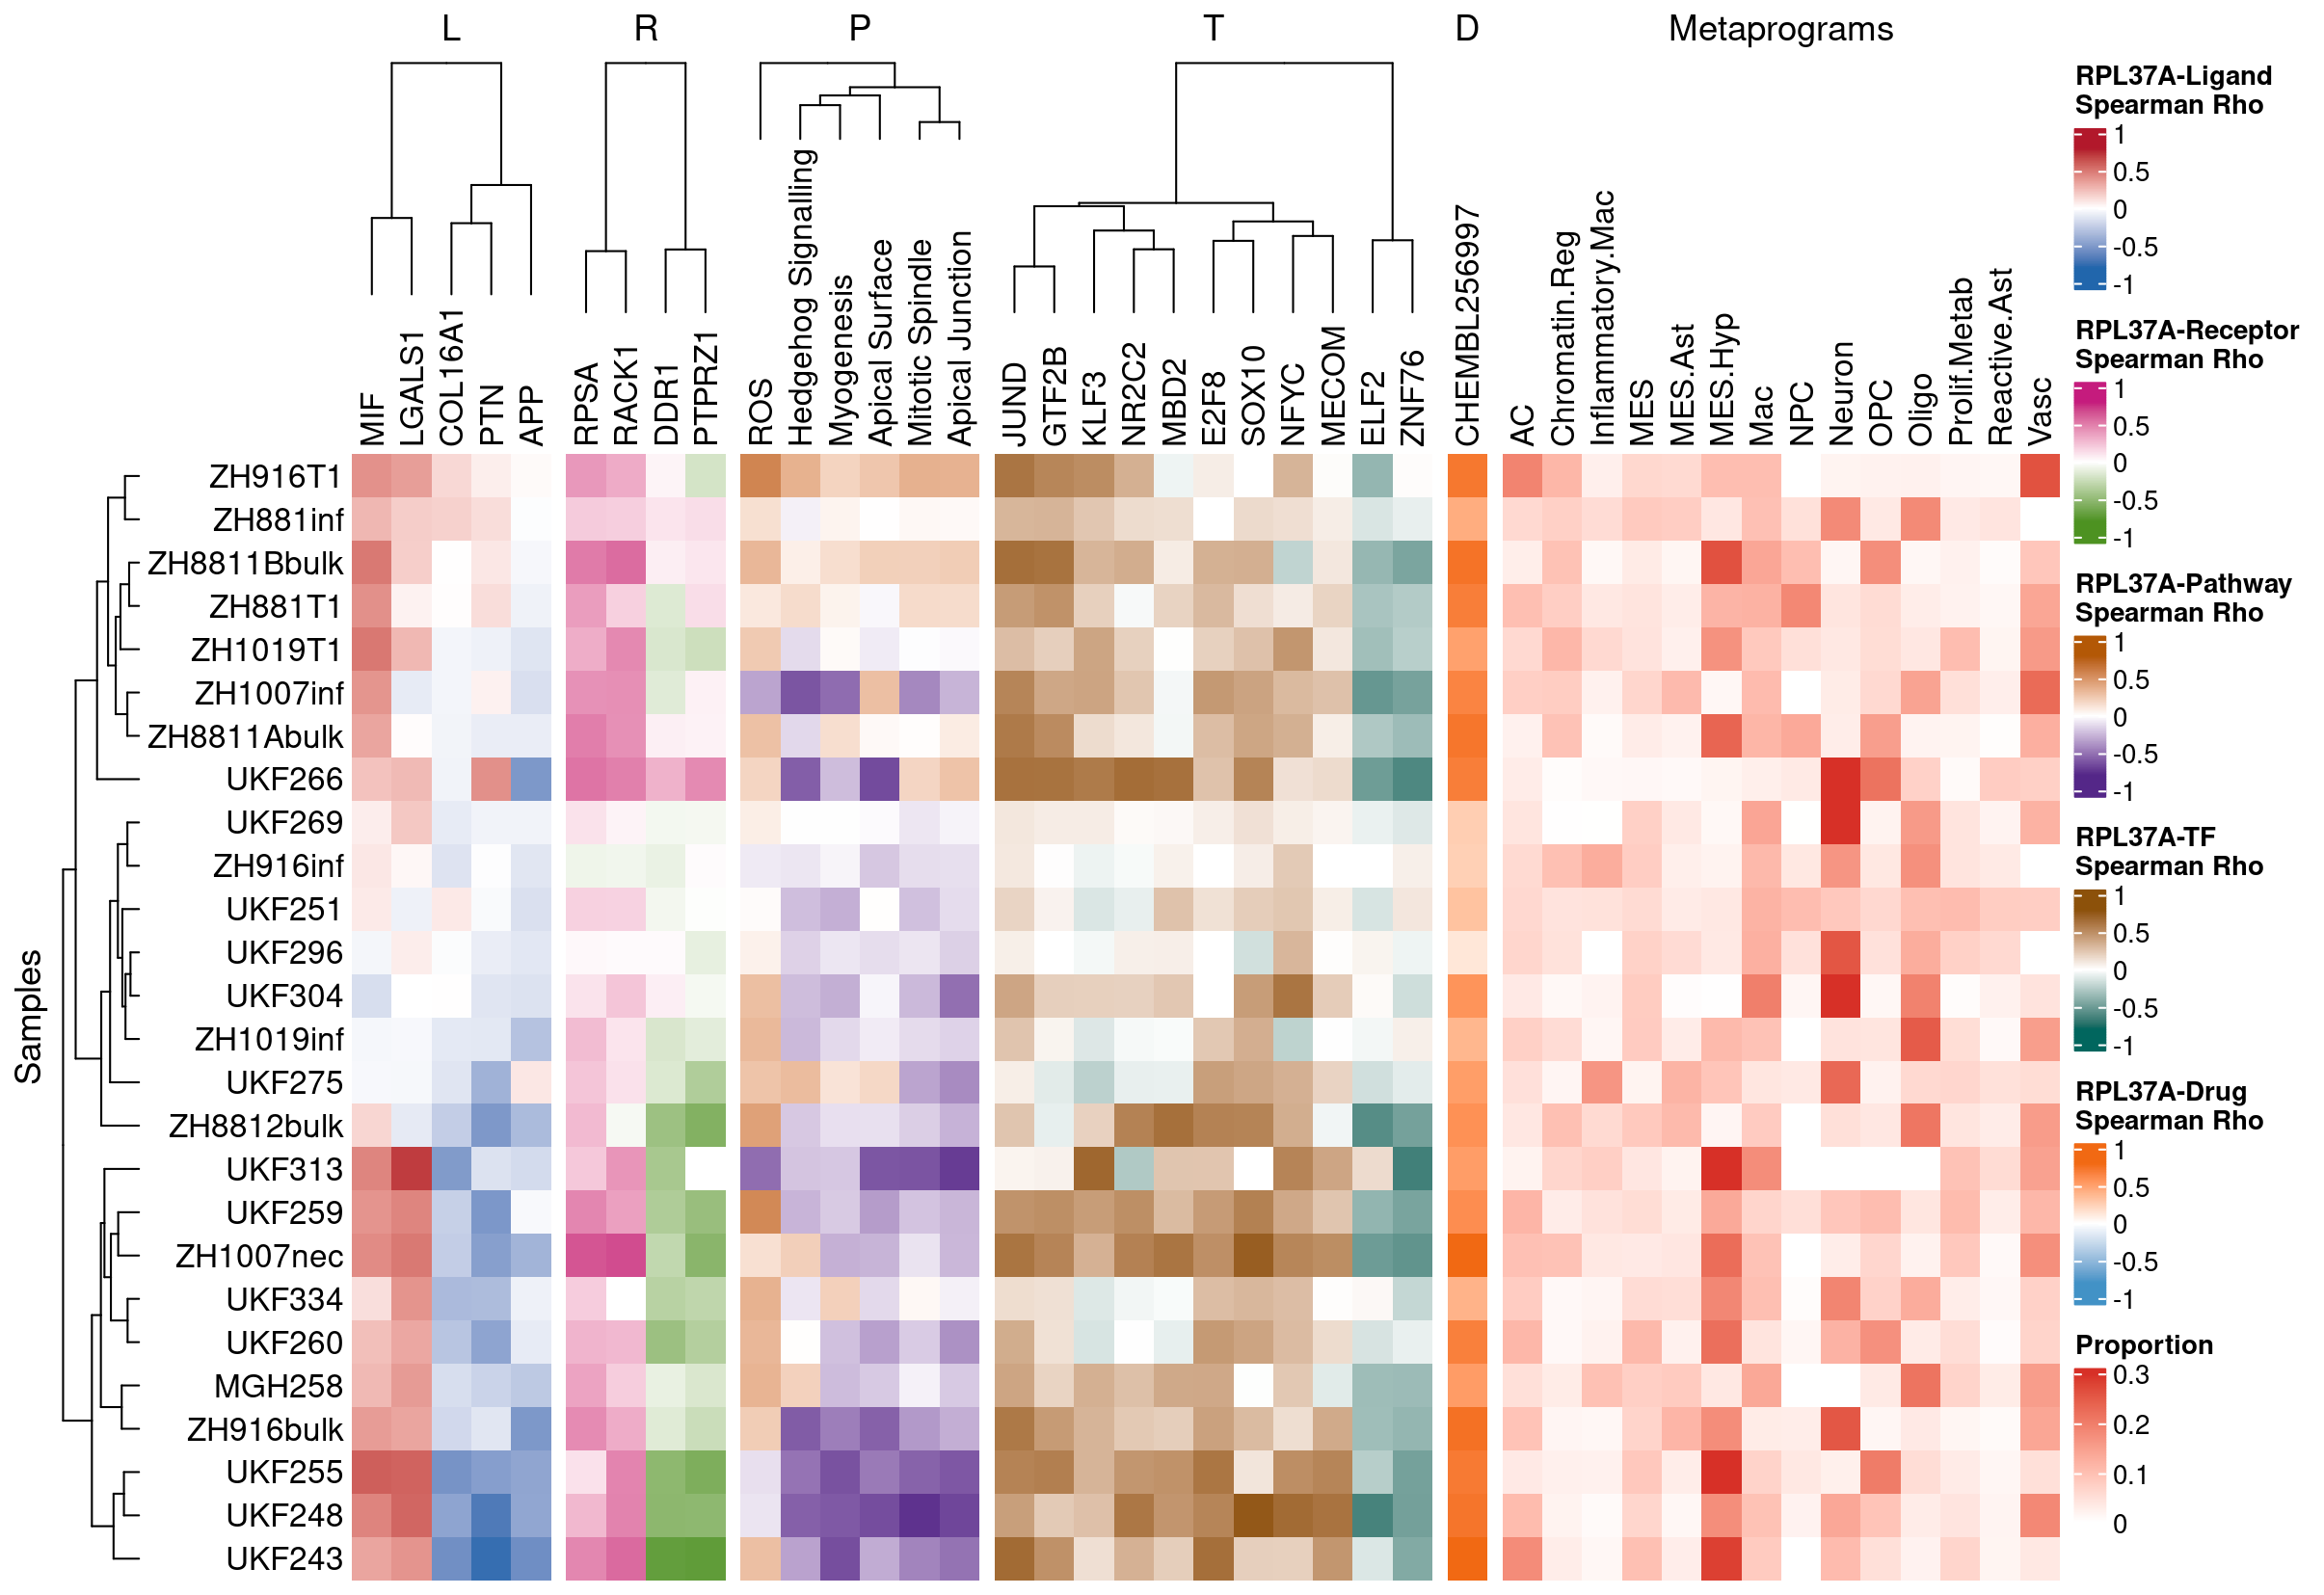 L
R
P
T
D
Metaprograms
MIF
LGALS1
COL16A1
PTN
APP
RPSA
RACK1
DDR1
PTPRZ1
ROS
Hedgehog Signalling
Myogenesis
Apical Surface
Mitotic Spindle
Apical Junction
JUND
GTF2B
KLF3
NR2C2
MBD2
E2F8
SOX10
NFYC
MECOM
ELF2
ZNF76
CHEMBL256997
AC
Chromatin.Reg
Inflammatory.Mac
MES
MES.Ast
MES.Hyp
Mac
NPC
Neuron
OPC
Oligo
Prolif.Metab
Reactive.Ast
Vasc
Samples
ZH916T1
ZH881inf
ZH8811Bbulk
ZH881T1
ZH1019T1
ZH1007inf
ZH8811Abulk
UKF266
UKF269
ZH916inf
UKF251
UKF296
UKF304
ZH1019inf
UKF275
ZH8812bulk
UKF313
UKF259
ZH1007nec
UKF334
UKF260
MGH258
ZH916bulk
UKF255
UKF248
UKF243
RPL37A-Ligand
Spearman Rho
1
0.5
0
-0.5
-1
RPL37A-Receptor
Spearman Rho
1
0.5
0
-0.5
-1
RPL37A-Pathway
Spearman Rho
1
0.5
0
-0.5
-1
RPL37A-TF
Spearman Rho
1
0.5
0
-0.5
-1
RPL37A-Drug
Spearman Rho
1
0.5
0
-0.5
-1
Proportion
0.3
0.2
0.1
0